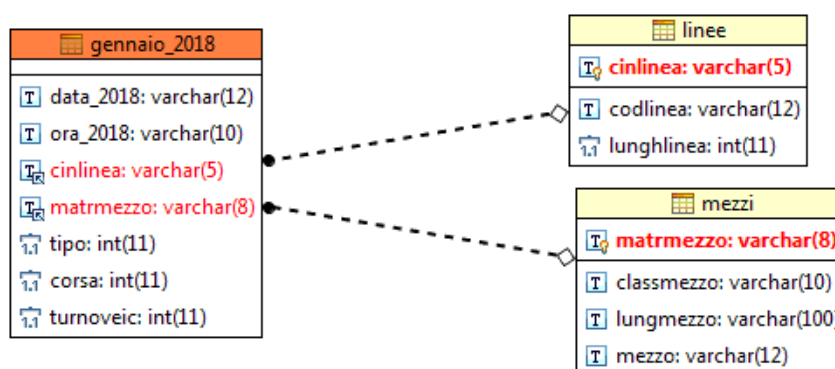 gennaio_2018
data_2018: varchar(12)
ora_2018: varchar(10)
cinlinea: varchar(5)
matrmezzo: varchar(8)
tipo: int(11)
corsa: int(11)
turnoveic: int(11)
linee
cinlinea: varchar(5)
codlinea: varchar(12)
lunghlinea: int(11)
mezzi
matrmezzo: varchar(8)
classmezzo: varchar(10)
lungmezzo: varchar(100)
mezzo: varchar(12)